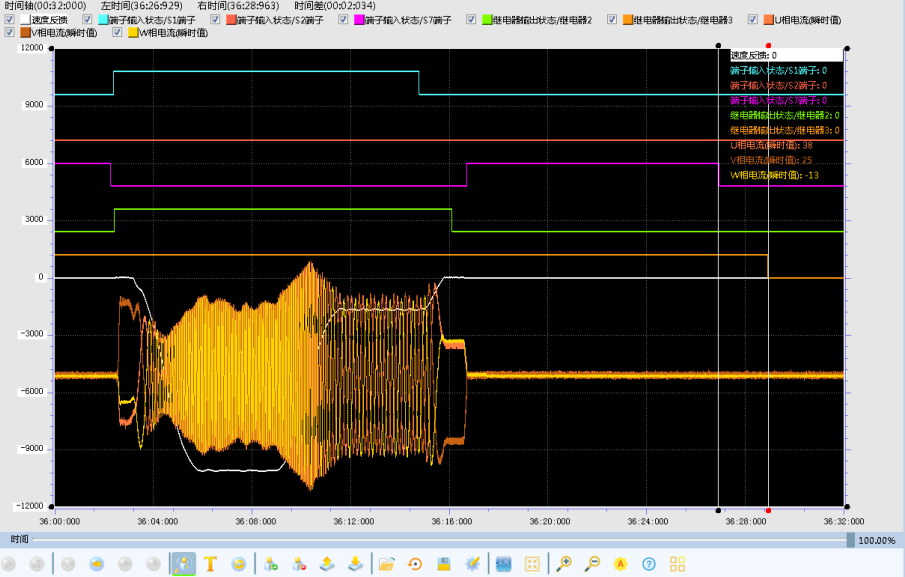 时间轴(00:32:000) 左时间(36:26:929) 右时间(36:28:963) 时间差(00:02:034)
速度反馈 端子输入状态/S1端子 端子输入状态/S2端子 端子输入状态/S7端子 继电器输出状态/继电器2 继电器输出状态/继电器3 U相电流(瞬时值)
V相电流(瞬时值) W相电流(瞬时值)
12000
速度反馈: 0
端子输入状态/S1端子: 0
端子输入状态/S2端子: 0
9000
端子输入状态/S7端子: 0
继电器输出状态/继电器2: 0
继电器输出状态/继电器3: 0
U相电流(瞬时值): 38
6000
V相电流(瞬时值): 25
W相电流(瞬时值): -13
3000
0
-3000
-6000
-9000
-12000
36:00:000 36:04:000 36:08:000 36:12:000 36:16:000 36:20:000 36:24:000 36:28:000 36:32:000
时间 100.00%